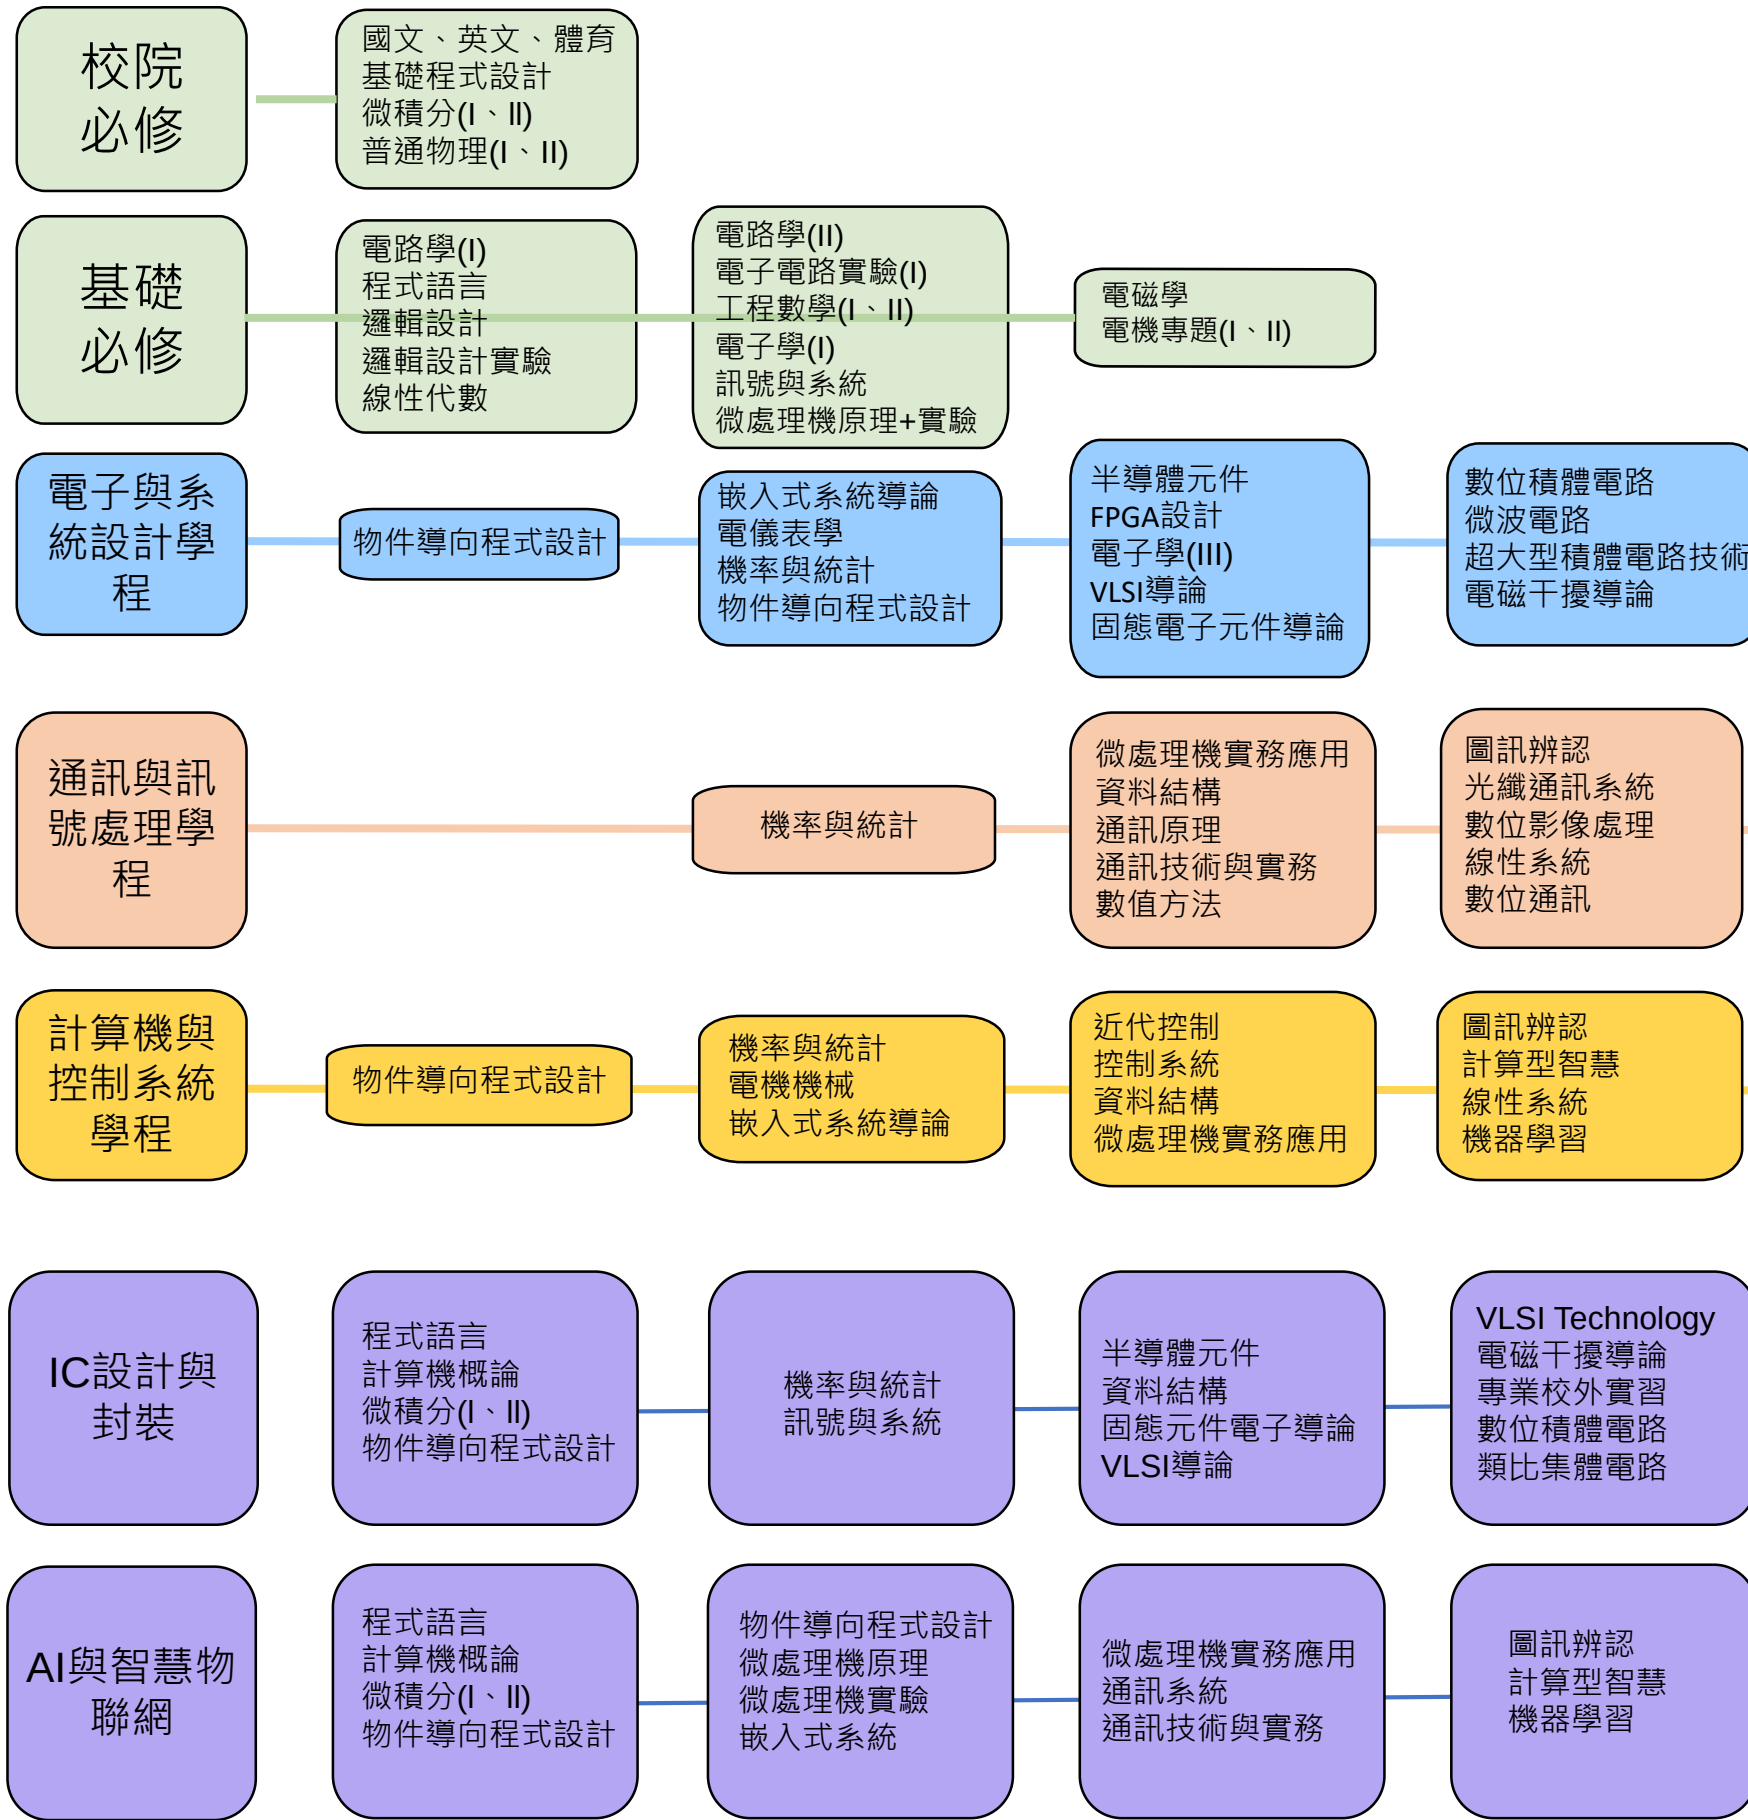 校院
必修
國文、英文、體育
基礎程式設計
微積分(I、II)
普通物理(I、II)
基礎
必修
電路學(I)
程式語言
邏輯設計
邏輯設計實驗
線性代數
電路學(II)
電子電路實驗(I)
工程數學(I、II)
電子學(I)
訊號與系統
微處理機原理+實驗
電磁學
電機專題(I、II)
電子與系
統設計學
程
物件導向程式設計
嵌入式系統導論
電儀表學
機率與統計
物件導向程式設計
半導體元件
FPGA設計
電子學(III)
VLSI導論
固態電子元件導論
數位積體電路
微波電路
超大型積體電路技術
電磁干擾導論
通訊與訊
號處理學
程
機率與統計
微處理機實務應用
資料結構
通訊原理
通訊技術與實務
數值方法
圖訊辨認
光纖通訊系統
數位影像處理
線性系統
數位通訊
計算機與
控制系統
學程
物件導向程式設計
機率與統計
電機機械
嵌入式系統導論
近代控制
控制系統
資料結構
微處理機實務應用
圖訊辨認
計算型智慧
線性系統
機器學習
IC設計與
封裝
程式語言
計算機概論
微積分(I、II)
物件導向程式設計
機率與統計
訊號與系統
半導體元件
資料結構
固態元件電子導論
VLSI導論
VLSI Technology
電磁干擾導論
專業校外實習
數位積體電路
類比集體電路
AI與智慧物
聯網
程式語言
計算機概論
微積分(I、II)
物件導向程式設計
物件導向程式設計
微處理機原理
微處理機實驗
嵌入式系統
微處理機實務應用
通訊系統
通訊技術與實務
圖訊辨認
計算型智慧
機器學習